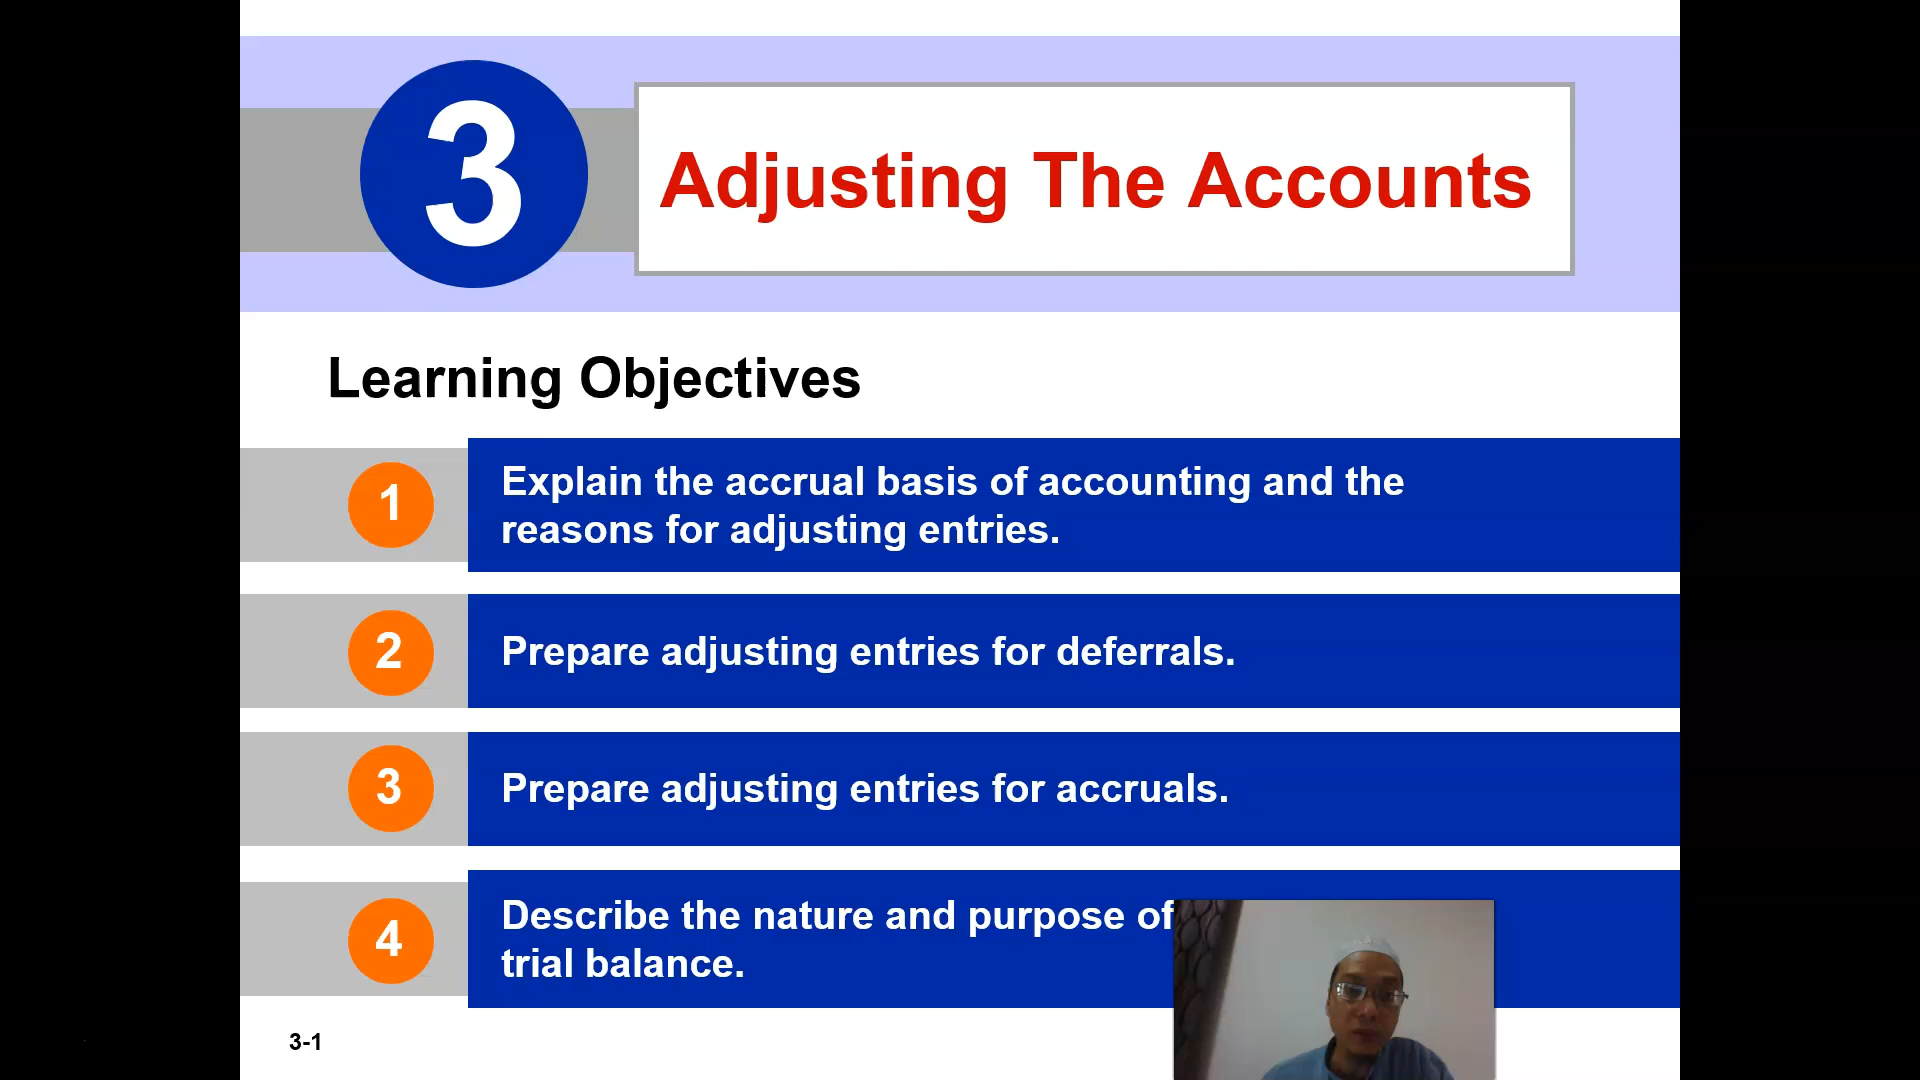 3
Adjusting The Accounts
Learning Objectives
1
Explain the accrual basis of accounting and the
reasons for adjusting entries.
2
Prepare adjusting entries for deferrals.
3
Prepare adjusting entries for accruals.
4
Describe the nature and purpose of
trial balance.
3-1